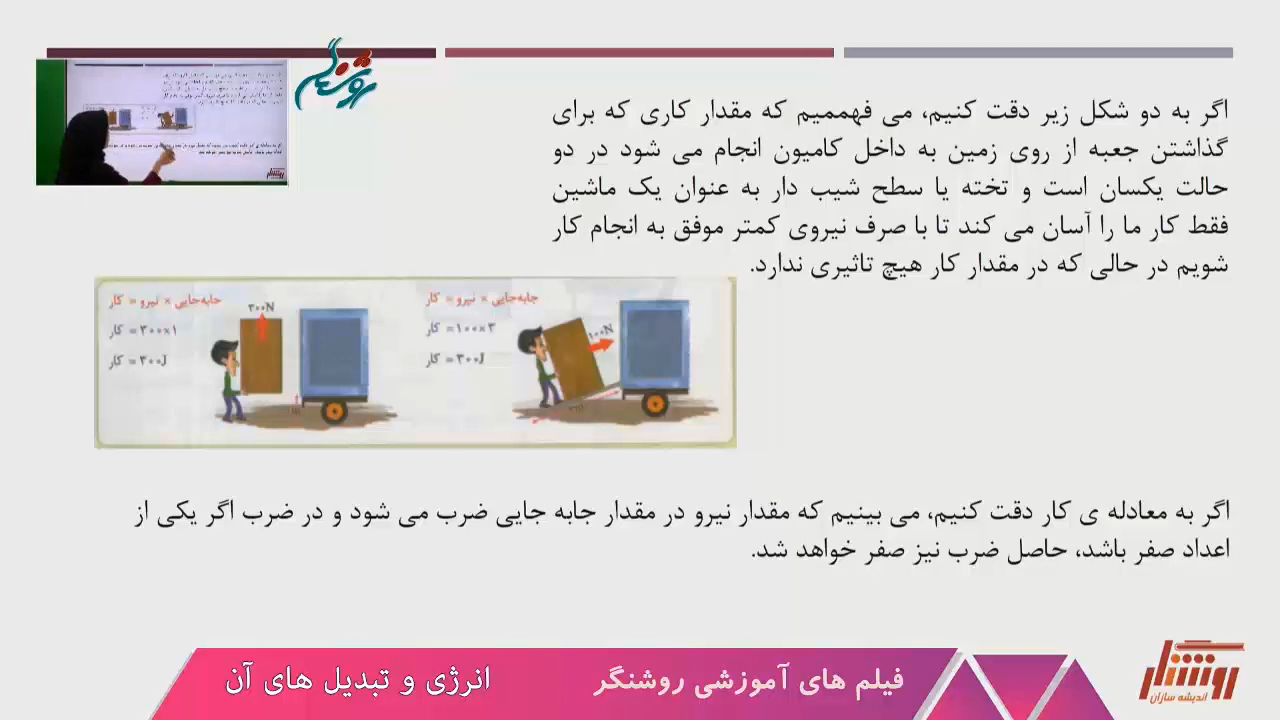 روشنگر
اگر به دو شکل زیر دقت کنیم، می فهممیم که مقدار کاری که برای
گذاشتن جعبه از روی زمین به داخل کامیون انجام می شود در دو
حالت یکسان است و تخته یا سطح شیب دار به عنوان یک ماشین
فقط کار ما را آسان می کند تا با صرف نیروی کمتر موفق به انجام کار
شویم در حالی که در مقدار کار هیچ تاثیری ندارد.
جابه‌جایی × نیرو = کار
۱۰۰×۳ = کار
۳۰۰J = کار
۱۰۰N
جابه‌جایی × نیرو = کار
۳۰۰×۱ = کار
۳۰۰J = کار
۳۰۰N
اگر به معادله ی کار دقت کنیم، می بینیم که مقدار نیرو در مقدار جابه جایی ضرب می شود و در ضرب اگر یکی از
اعداد صفر باشد، حاصل ضرب نیز صفر خواهد شد.
فیلم های آموزشی روشنگر
انرژی و تبدیل های آن
روشنگر
اندیشه سازان